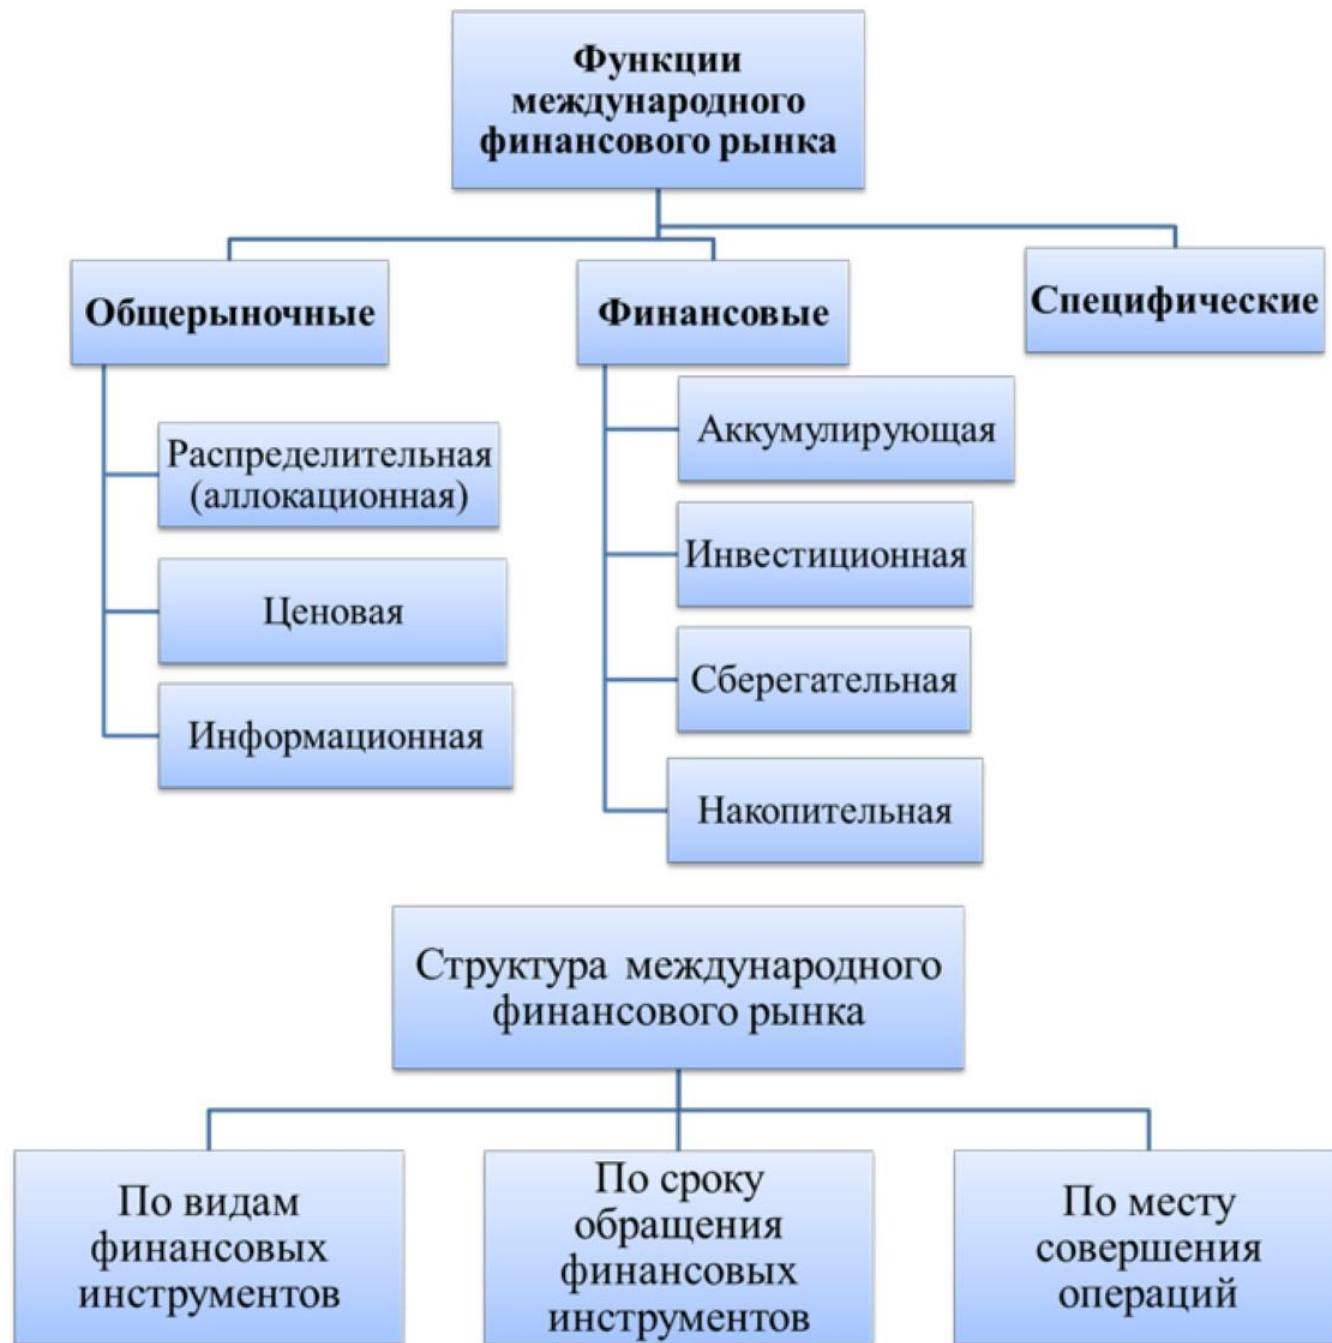 Функции
международного
финансового рынка
Общерыночные
Финансовые
Специфические
Распределительная
(аллокационная)
Ценовая
Информационная
Аккумулирующая
Инвестиционная
Сберегательная
Накопительная
Структура международного
финансового рынка
По видам
финансовых
инструментов
По сроку
обращения
финансовых
инструментов
По месту
совершения
операций